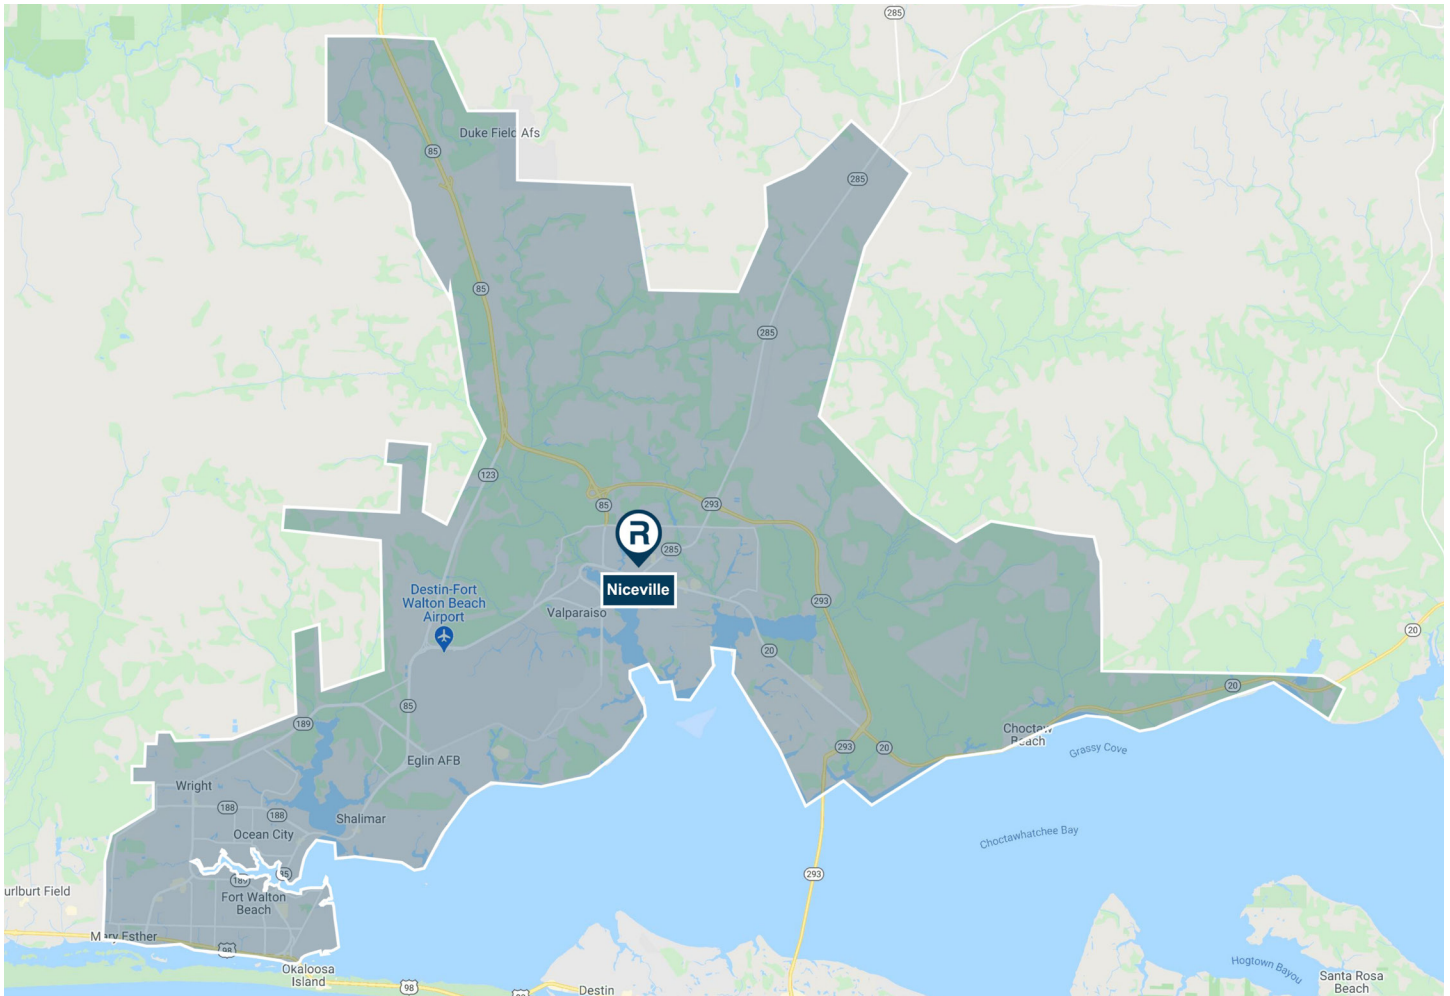 285
Duke Field Afs
85
285
85
285
123
85
293
R
285
Niceville
Destin-Fort
Walton Beach
Airport
Valparaiso
293
20
20
20
85
189
Choctaw
Beach
Grassy Cove
293
20
Eglin AFB
Wright
188
188
Shalimar
Ocean City
Choctawhatchee Bay
189
85
293
urlburt Field
Fort Walton
Beach
Mary Esther
98
Okaloosa
Island
98
98
Destin
Hogtown Bayou
Santa Rosa
Beach